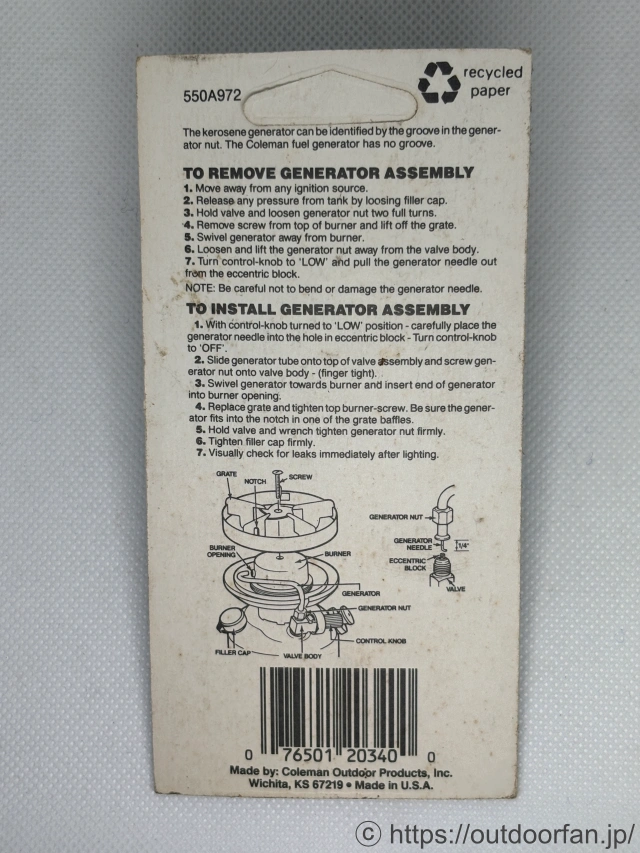 550A972
recycled
paper
The kerosene generator can be identified by the groove in the gener-
ator nut. The Coleman fuel generator has no groove.
TO REMOVE GENERATOR ASSEMBLY
1. Move away from any ignition source.
2. Release any pressure from tank by loosing filler cap.
3. Hold valve and loosen generator nut two full turns.
4. Remove screw from top of burner and lift off the grate.
5. Swivel generator away from burner.
6. Loosen and lift the generator nut away from the valve body.
7. Turn control-knob to 'LOW' and pull the generator needle out
from the eccentric block.
NOTE: Be careful not to bend or damage the generator needle.
TO INSTALL GENERATOR ASSEMBLY
1. With control-knob turned to 'LOW' position - carefully place the
generator needle into the hole in eccentric block - Turn control-knob
to 'OFF'.
2. Slide generator tube onto top of valve assembly and screw gen-
erator nut onto valve body - (finger tight).
3. Swivel generator towards burner and insert end of generator
into burner opening.
4. Replace grate and tighten top burner-screw. Be sure the gener-
ator fits into the notch in one of the grate baffles.
5. Hold valve and wrench tighten generator nut firmly.
6. Tighten filler cap firmly.
7. Visually check for leaks immediately after lighting.
GRATE
NOTCH
SCREW
BURNER
OPENING
BURNER
GENERATOR
GENERATOR NUT
CONTROL-KNOB
FILLER CAP
VALVE BODY
GENERATOR NUT
GENERATOR
NEEDLE
1/4"
ECCENTRIC
BLOCK
VALVE
0 76501 20340 0
Made by: Coleman Outdoor Products, Inc.
Wichita, KS 67219 • Made in U.S.A.
© https://outdoorfan.jp/